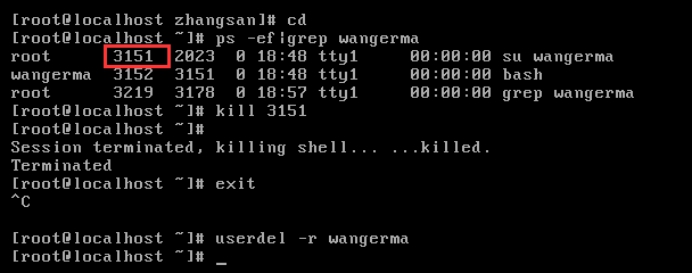 [root@localhost zhangsan]# cd
[root@localhost ~]# ps -ef|grep wangerma
root 3151 2023 0 18:48 tty1 00:00:00 su wangerma
wangerma 3152 3151 0 18:48 tty1 00:00:00 bash
root 3219 3178 0 18:57 tty1 00:00:00 grep wangerma
[root@localhost ~]# kill 3151
[root@localhost ~]#
Session terminated, killing shell... ...killed.
Terminated
[root@localhost ~]# exit
^C
[root@localhost ~]# userdel -r wangerma
[root@localhost ~]# _